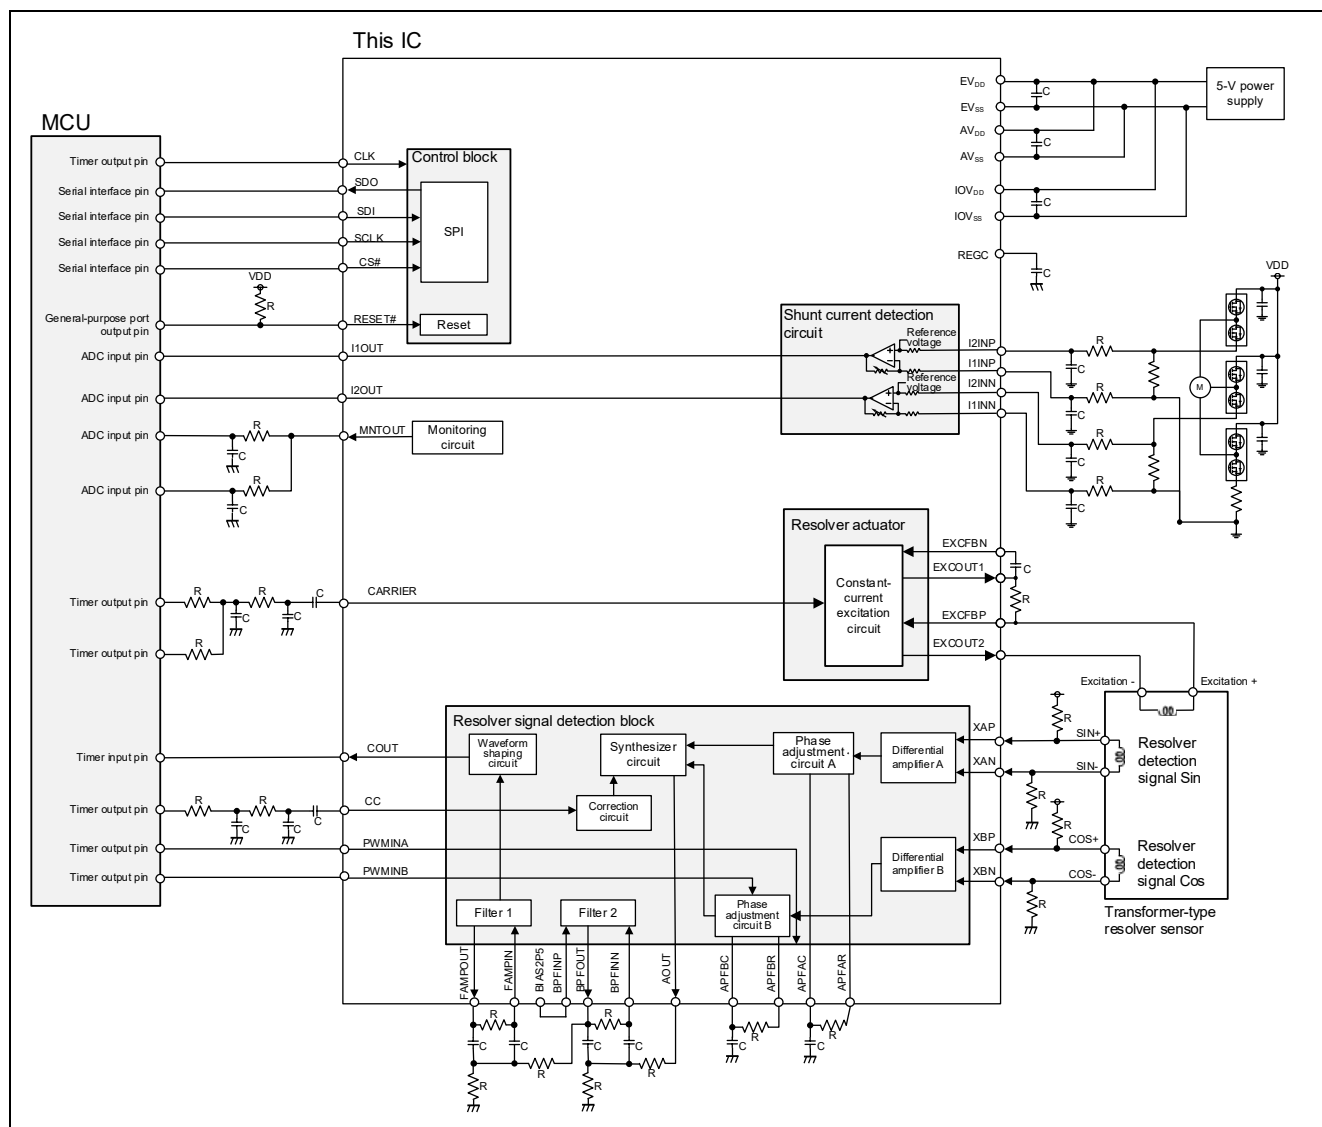 This IC
MCU
EVDD
EVSS
AVDD
AVSS
IOVDD
IOVSS
REGC
C
C
C
C
5-V power
supply
Timer output pin
Serial interface pin
Serial interface pin
Serial interface pin
Serial interface pin
General-purpose port
output pin
ADC input pin
ADC input pin
ADC input pin
ADC input pin
Timer output pin
Timer output pin
Timer input pin
Timer output pin
Timer output pin
Timer output pin
VDD
R
CLK
SDO
SDI
SCLK
CS#
RESET#
I1OUT
I2OUT
MNTOUT
R
C
R
C
Control block
SPI
Reset
Monitoring
circuit
Shunt current detection
circuit
Reference
voltage
+
-
Reference
voltage
+
-
I2INP
I1INP
I2INN
I1INN
VDD
R
C
R
C
R
C
R
C
M
Resolver actuator
Constant-
current
excitation
circuit
EXCFBN
EXCOUT1
EXCFBP
EXCOUT2
C
R
R
R
C
C
C
R
CARRIER
Excitation -
Excitation +
Resolver signal detection block
COUT
Waveform
shaping
circuit
Synthesizer
circuit
Phase
adjustment
circuit A
Differential
amplifier A
XAP
XAN
R
SIN+
SIN-
R
Resolver
detection
signal Sin
R
R
C
C
C
CC
Correction
circuit
PWMINA
PWMINB
Differential
amplifier B
XBP
XBN
R
COS+
COS-
R
Resolver
detection
signal Cos
Transformer-type
resolver sensor
Filter 1
Filter 2
Phase
adjustment
circuit B
FAMPOUT
FAMPIN
BIAS2P5
BPFINP
BPFOUT
BPFINN
AOUT
APFBC
APFBR
APFAC
APFAR
R
C
C
R
R
R
C
C
R
R
R
C
R
C